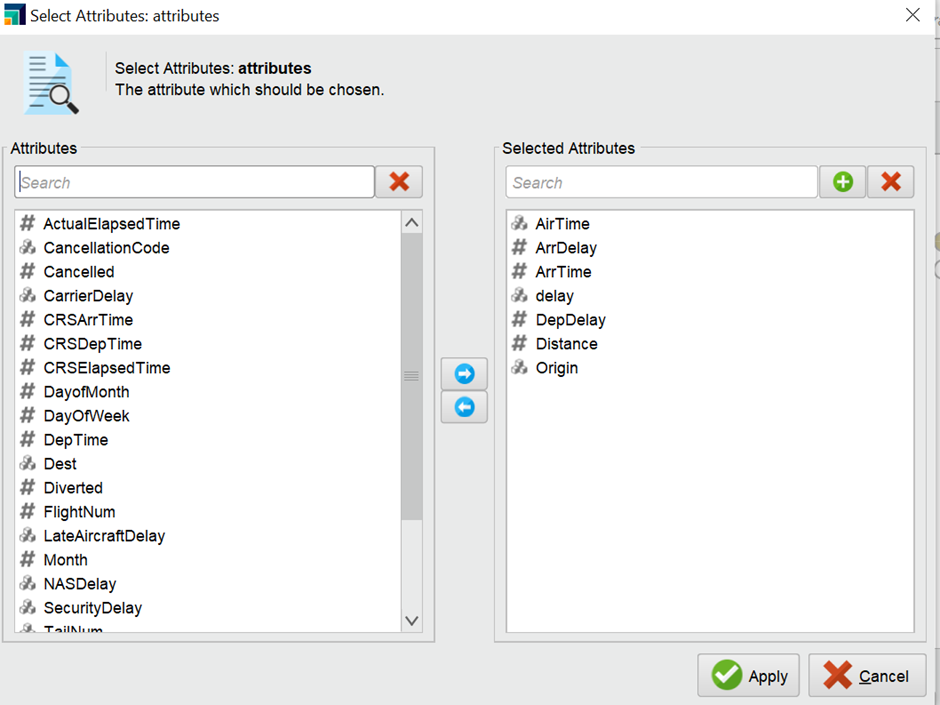 Select Attributes: attributes
Select Attributes: attributes
The attribute which should be chosen.
Attributes
Search
ActualElapsedTime
CancellationCode
Cancelled
CarrierDelay
CRSArrTime
CRSDepTime
CRSElapsedTime
DayofMonth
DayOfWeek
DepTime
Dest
Diverted
FlightNum
LateAircraftDelay
Month
NASDelay
SecurityDelay
TailNum
Selected Attributes
Search
AirTime
ArrDelay
ArrTime
delay
DepDelay
Distance
Origin
Apply
Cancel